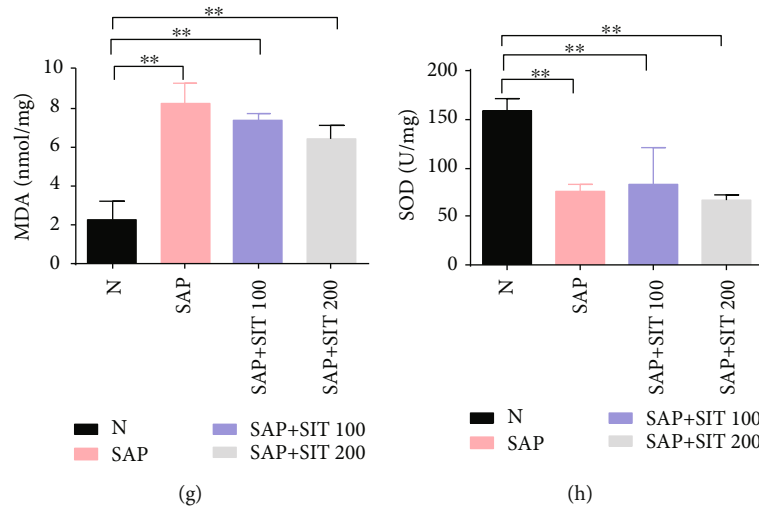 **
**
**
MDA (nmol/mg)
10
8
6
4
2
0
N
SAP
SAP+SIT 100
SAP+SIT 200
N
SAP
SAP+SIT 100
SAP+SIT 200
(g)
**
**
**
SOD (U/mg)
200
150
100
50
0
N
SAP
SAP+SIT 100
SAP+SIT 200
N
SAP
SAP+SIT 100
SAP+SIT 200
(h)